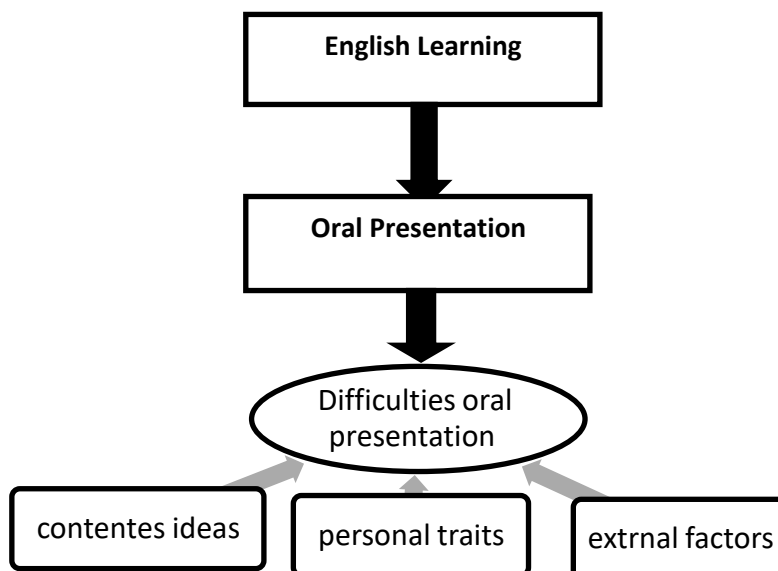 English Learning
Oral Presentation
Difficulties oral
presentation
contentes ideas
personal traits
extrnal factors